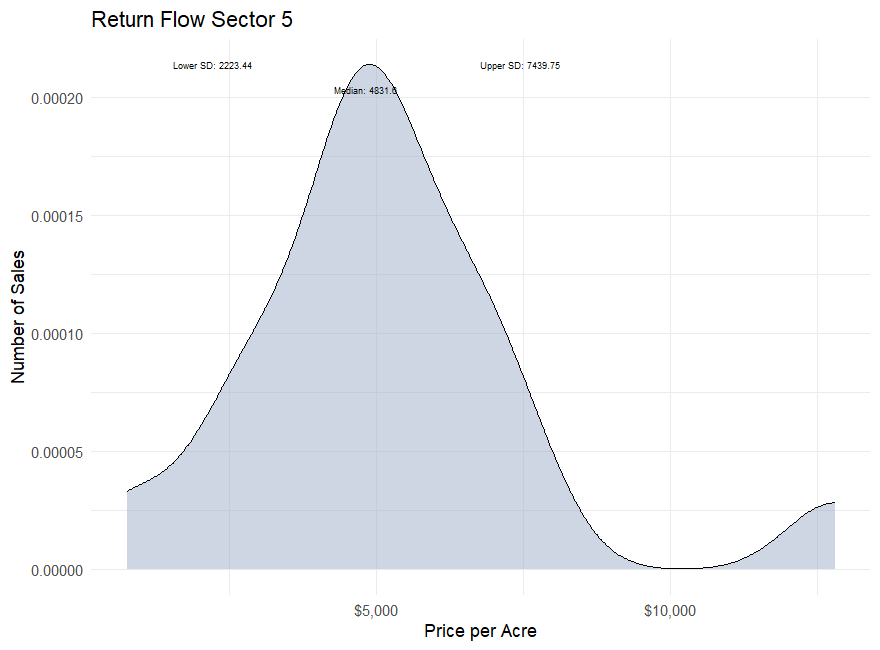 Return Flow Sector 5
Lower SD: 2223.44
Upper SD: 7439.75
Median: 4831.6
0.00020
0.00015
0.00010
0.00005
0.00000
Number of Sales
$5,000
$10,000
Price per Acre